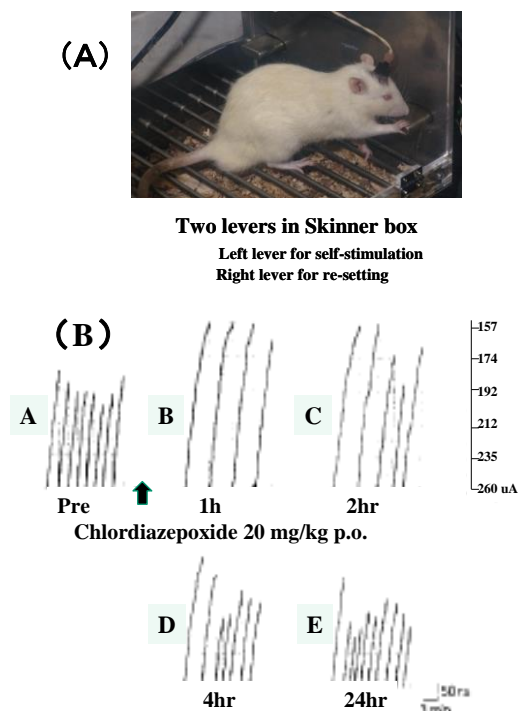 (A)
Two levers in Skinner box
Left lever for self-stimulation
Right lever for re-setting
(B)
157
174
192
212
235
260 uA
A
B
C
Pre
1h
2hr
Chlordiazepoxide 20 mg/kg p.o.
D
E
4hr
24hr